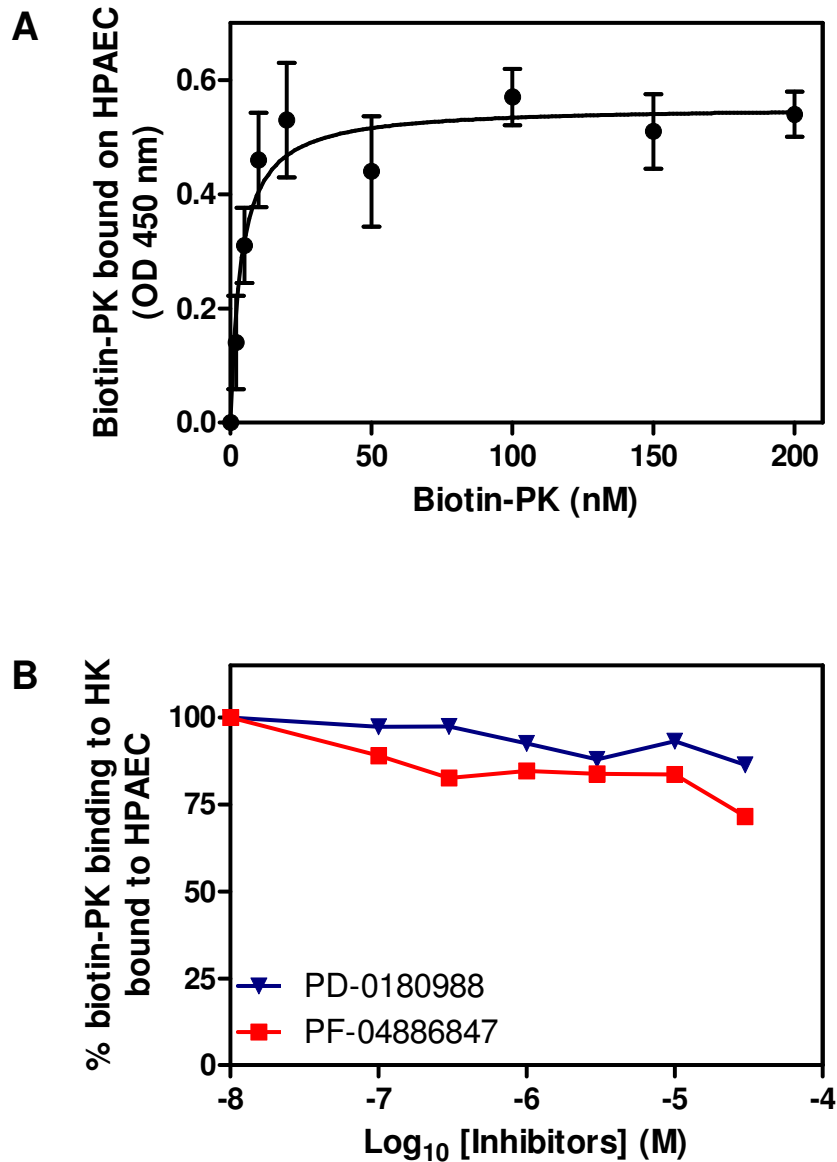 A
Biotin-PK bound on HPAEC
(OD 450 nm)
0.6
0.4
0.2
0.0
0 50 100 150 200
Biotin-PK (nM)
B
% biotin-PK binding to HK
bound to HPAEC
100
75
50
25
0
PD-0180988
PF-04886847
-8 -7 -6 -5 -4
Log10 [Inhibitors] (M)